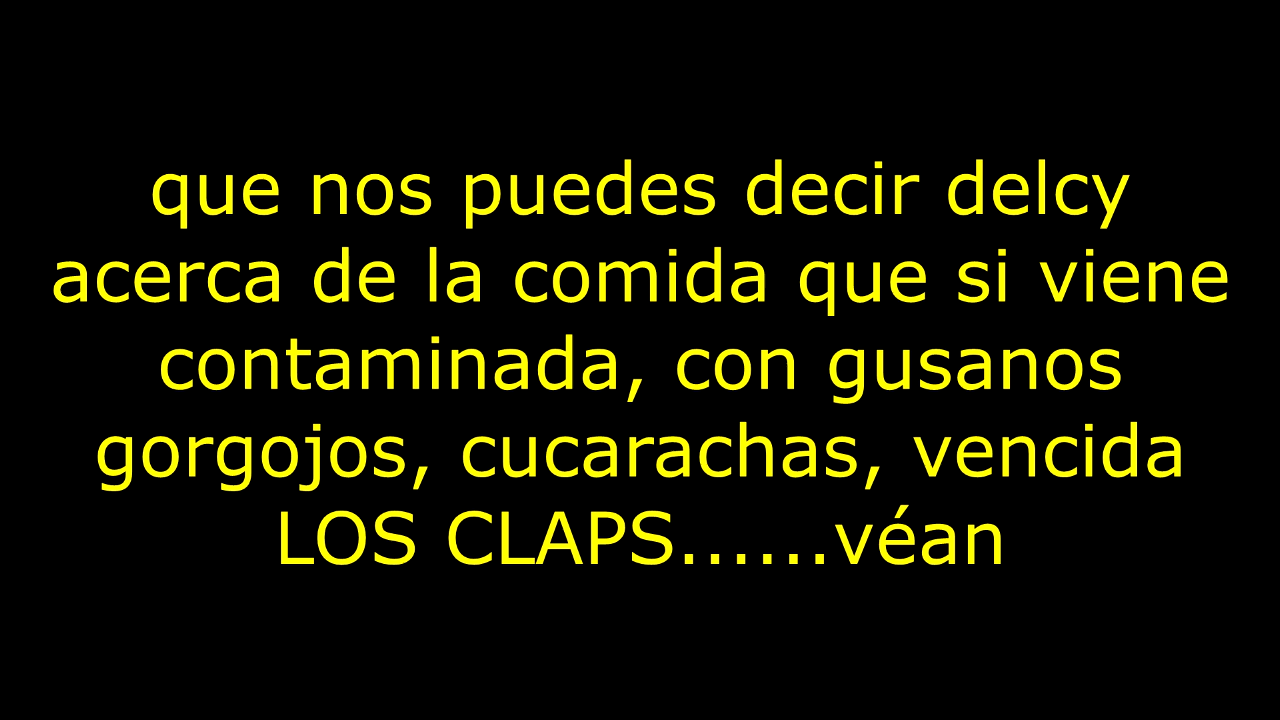 que nos puedes decir delcy
acerca de la comida que si viene
contaminada, con gusanos
gorgojos, cucarachas, vencida
LOS CLAPS......véan